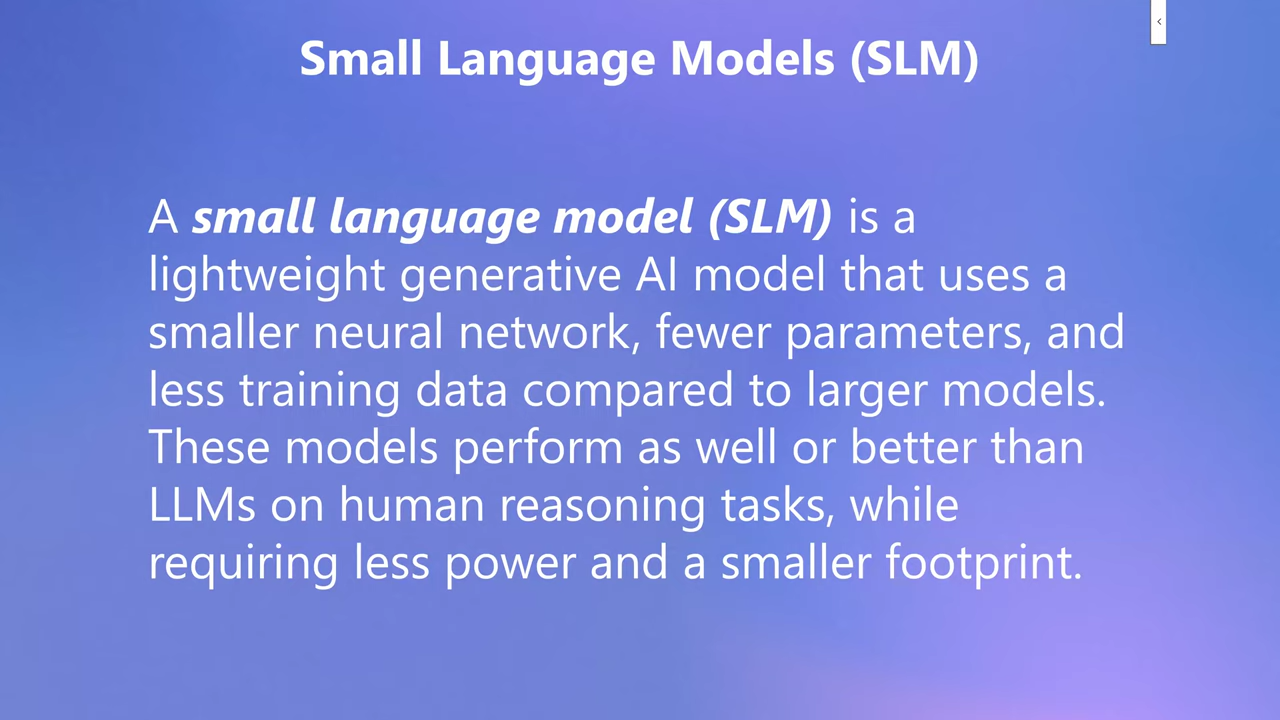 Small Language Models (SLM)
A small language model (SLM) is a
lightweight generative AI model that uses a
smaller neural network, fewer parameters, and
less training data compared to larger models.
These models perform as well or better than
LLMs on human reasoning tasks, while
requiring less power and a smaller footprint.